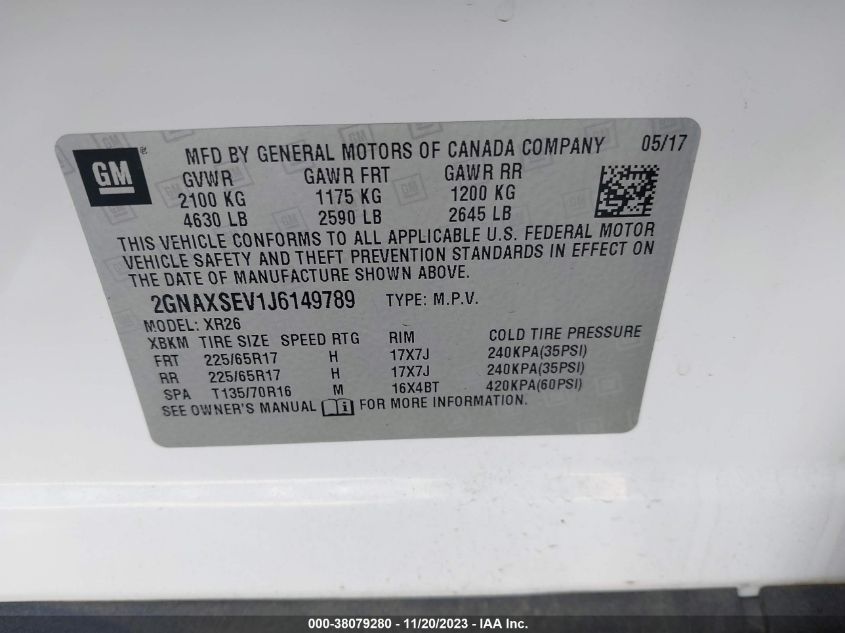 GM ® MFD BY GENERAL MOTORS OF CANADA COMPANY 05/17
GVWR GAWR FRT GAWR RR
2100 KG 1175 KG 1200 KG
4630 LB 2590 LB 2645 LB
THIS VEHICLE CONFORMS TO ALL APPLICABLE U.S. FEDERAL MOTOR
VEHICLE SAFETY AND THEFT PREVENTION STANDARDS IN EFFECT ON
THE DATE OF MANUFACTURE SHOWN ABOVE.
2GNAXSEV1J6149789 TYPE: M.P.V.
MODEL: XR26
XBKM TIRE SIZE SPEED RTG RIM COLD TIRE PRESSURE
FRT 225/65R17 H 17X7J 240KPA(35PSI)
RR 225/65R17 H 17X7J 240KPA(35PSI)
SPA T135/70R16 M 16X4BT 420KPA(60PSI)
SEE OWNER'S MANUAL i FOR MORE INFORMATION.
000-38079280 - 11/20/2023 - IAA Inc.